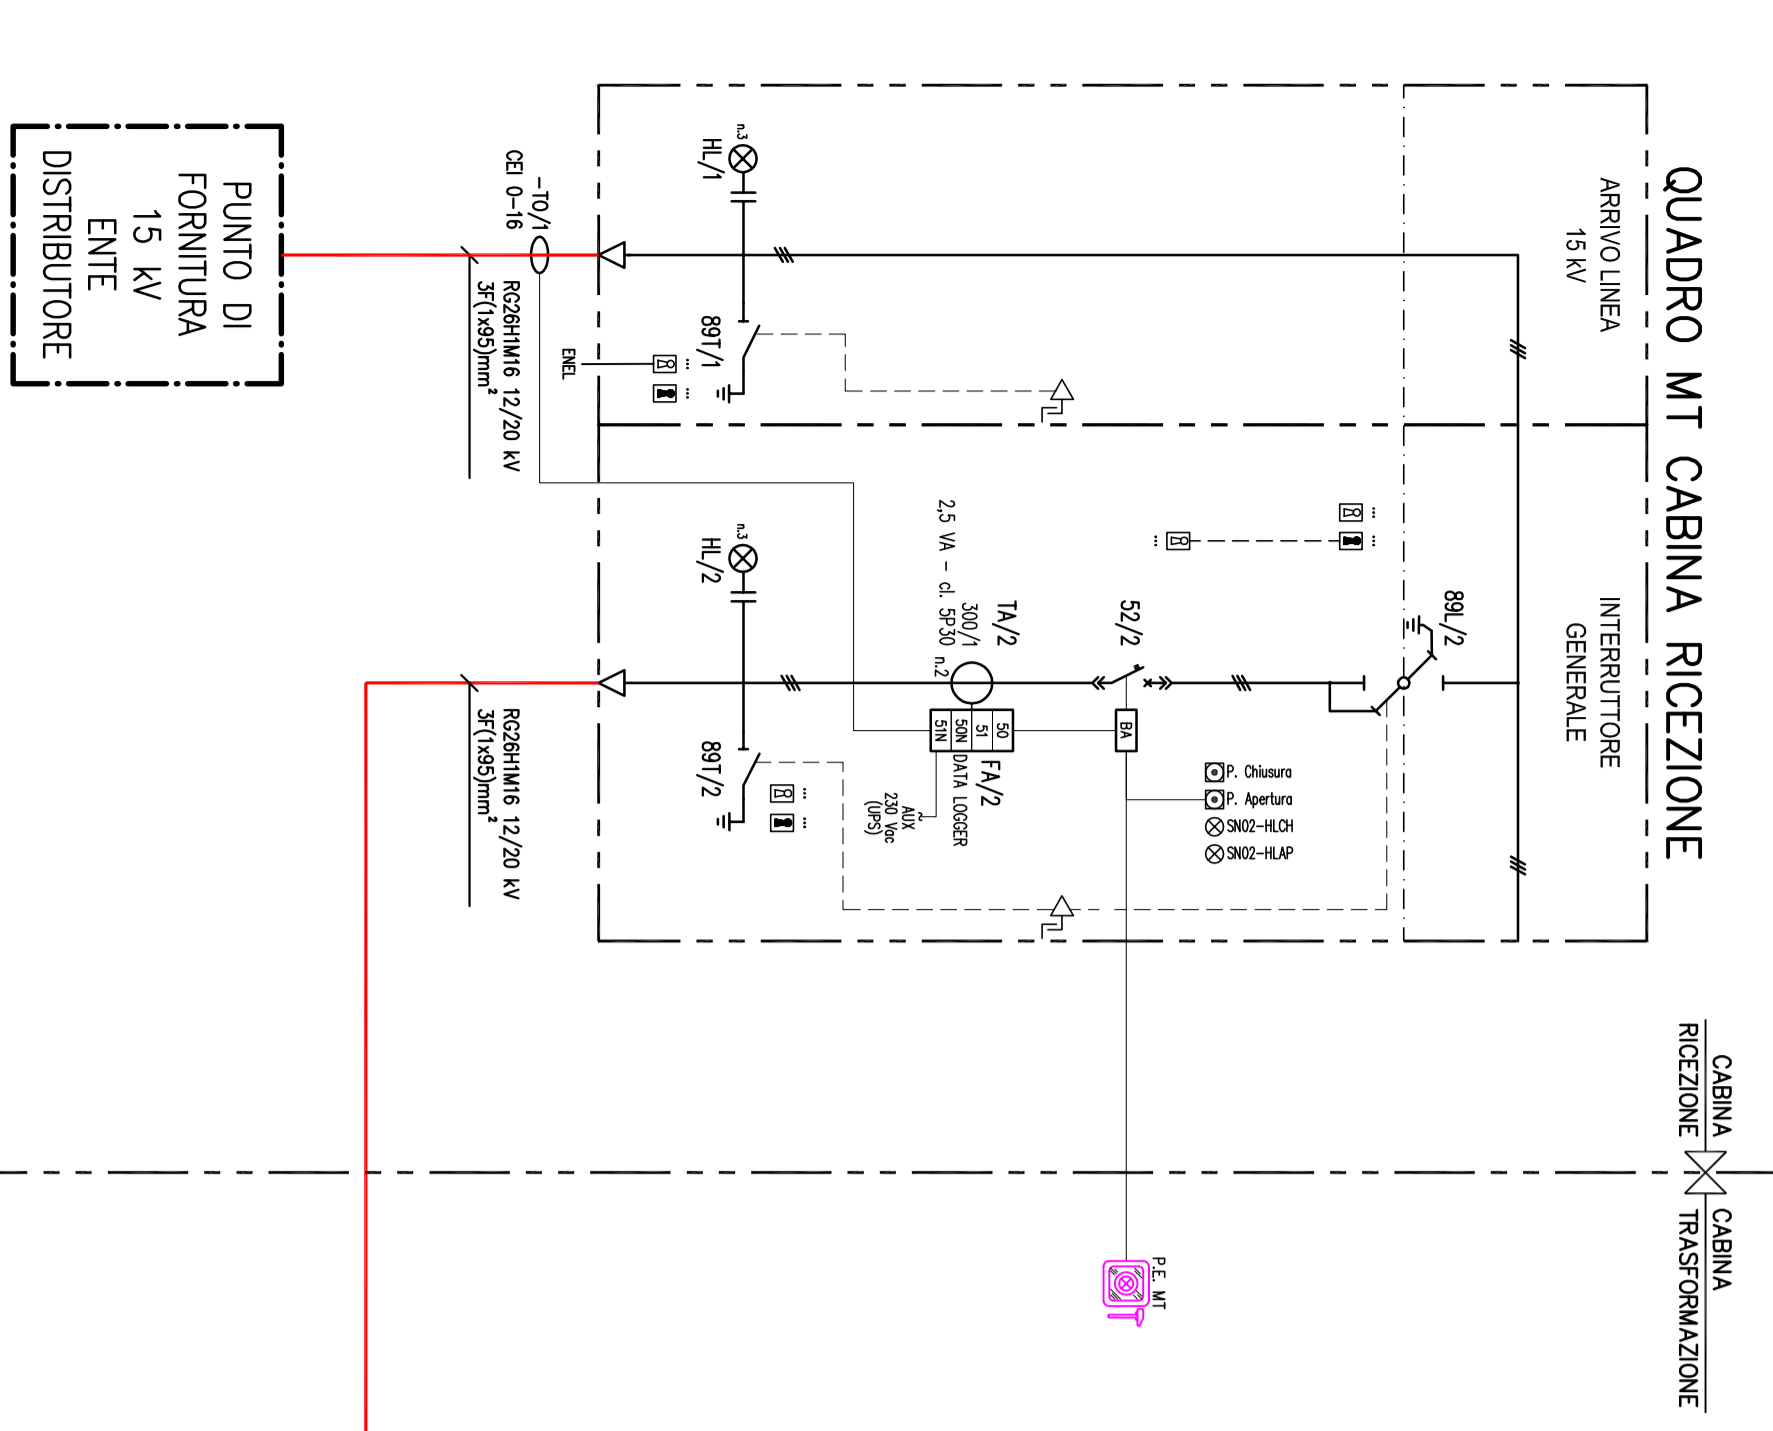 QUADRO MT CABINA RICEZIONE
ARRIVO LINEA
15 kV
INTERRUTTORE
GENERALE
CABINA
RICEZIONE
CABINA
TRASFORMAZIONE
89L/2
52/2
BA
P. Chiusura
P. Apertura
SN02-HLCH
SN02-HLAP
P.E. MT
TA/2
300/1
2,5 VA - cl. 5P30
n.2
50
51
50N
51N
FA/2
DATA LOGGER
AUX
230 Vac
(UPS)
n.3
HL/1
89T/1
ENEL
n.3
HL/2
89T/2
-TO/1
CEI 0-16
RG26H1M16 12/20 kV
3F(1x95)mm²
RG26H1M16 12/20 kV
3F(1x95)mm²
PUNTO DI
FORNITURA
15 kV
ENTE
DISTRIBUTORE